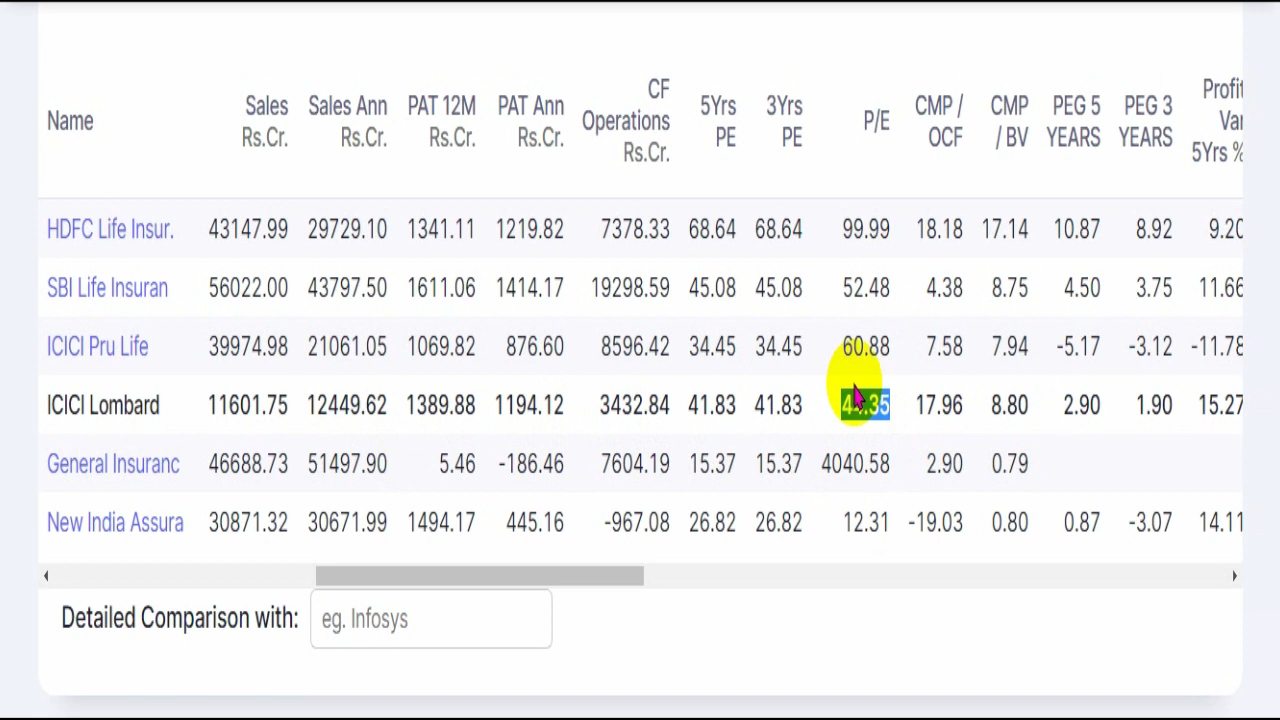 Name Sales Rs.Cr. Sales Ann Rs.Cr. PAT 12M Rs.Cr. PAT Ann Rs.Cr. CF Operations Rs.Cr. 5Yrs PE 3Yrs PE P/E CMP / OCF CMP / BV PEG 5 YEARS PEG 3 YEARS Profit Var 5Yrs %
HDFC Life Insur. 43147.99 29729.10 1341.11 1219.82 7378.33 68.64 68.64 99.99 18.18 17.14 10.87 8.92 9.20
SBI Life Insuran 56022.00 43797.50 1611.06 1414.17 19298.59 45.08 45.08 52.48 4.38 8.75 4.50 3.75 11.66
ICICI Pru Life 39974.98 21061.05 1069.82 876.60 8596.42 34.45 34.45 60.88 7.58 7.94 -5.17 -3.12 -11.78
ICICI Lombard 11601.75 12449.62 1389.88 1194.12 3432.84 41.83 41.83 44.35 17.96 8.80 2.90 1.90 15.27
General Insuranc 46688.73 51497.90 5.46 -186.46 7604.19 15.37 15.37 4040.58 2.90 0.79
New India Assura 30871.32 30671.99 1494.17 445.16 -967.08 26.82 26.82 12.31 -19.03 0.80 0.87 -3.07 14.11
Detailed Comparison with: eg. Infosys